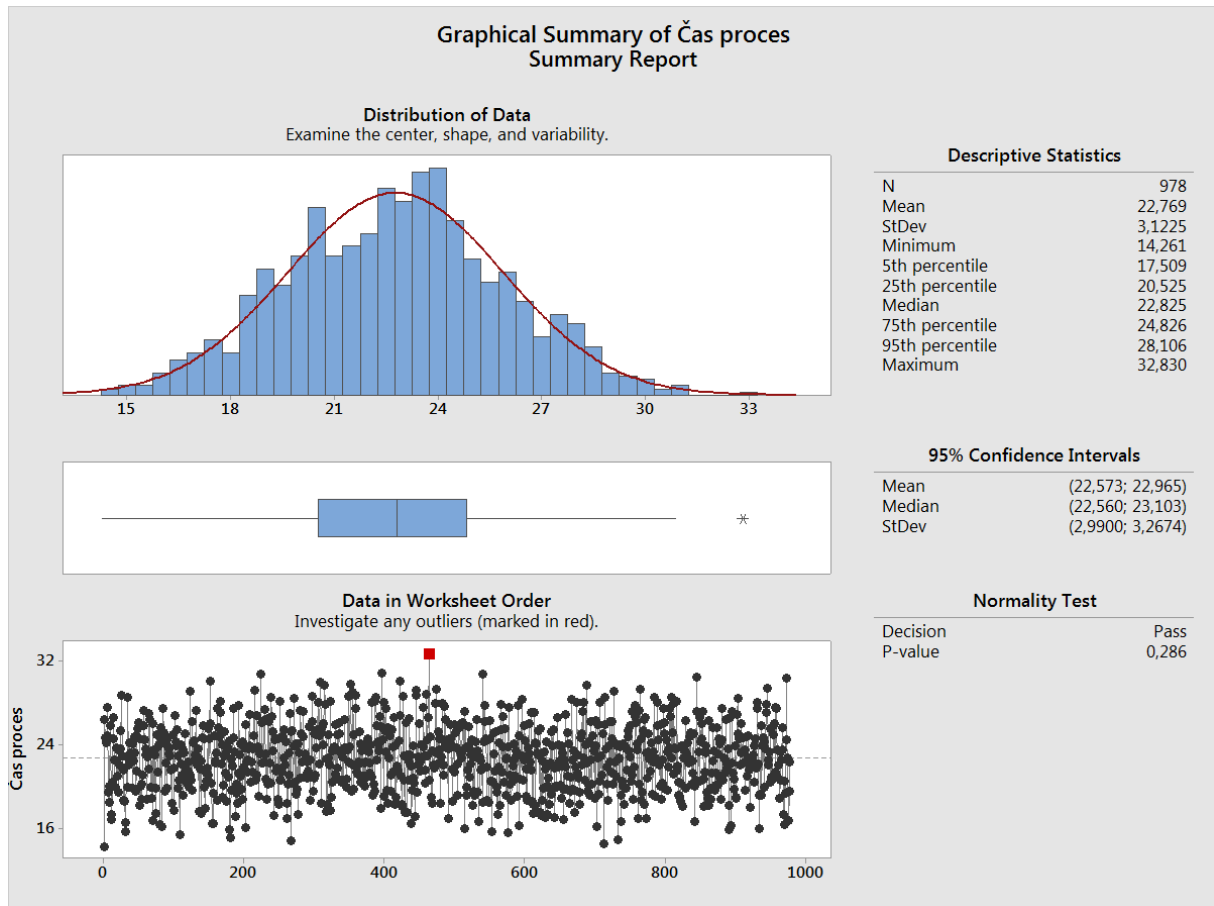 Graphical Summary of Čas proces
Summary Report
Distribution of Data
Examine the center, shape, and variability.
15 18 21 24 27 30 33
Descriptive Statistics
N 978
Mean 22,769
StDev 3,1225
Minimum 14,261
5th percentile 17,509
25th percentile 20,525
Median 22,825
75th percentile 24,826
95th percentile 28,106
Maximum 32,830
95% Confidence Intervals
Mean (22,573; 22,965)
Median (22,560; 23,103)
StDev (2,9900; 3,2674)
Data in Worksheet Order
Investigate any outliers (marked in red).
Čas proces
32
24
16
0 200 400 600 800 1000
Normality Test
Decision Pass
P-value 0,286